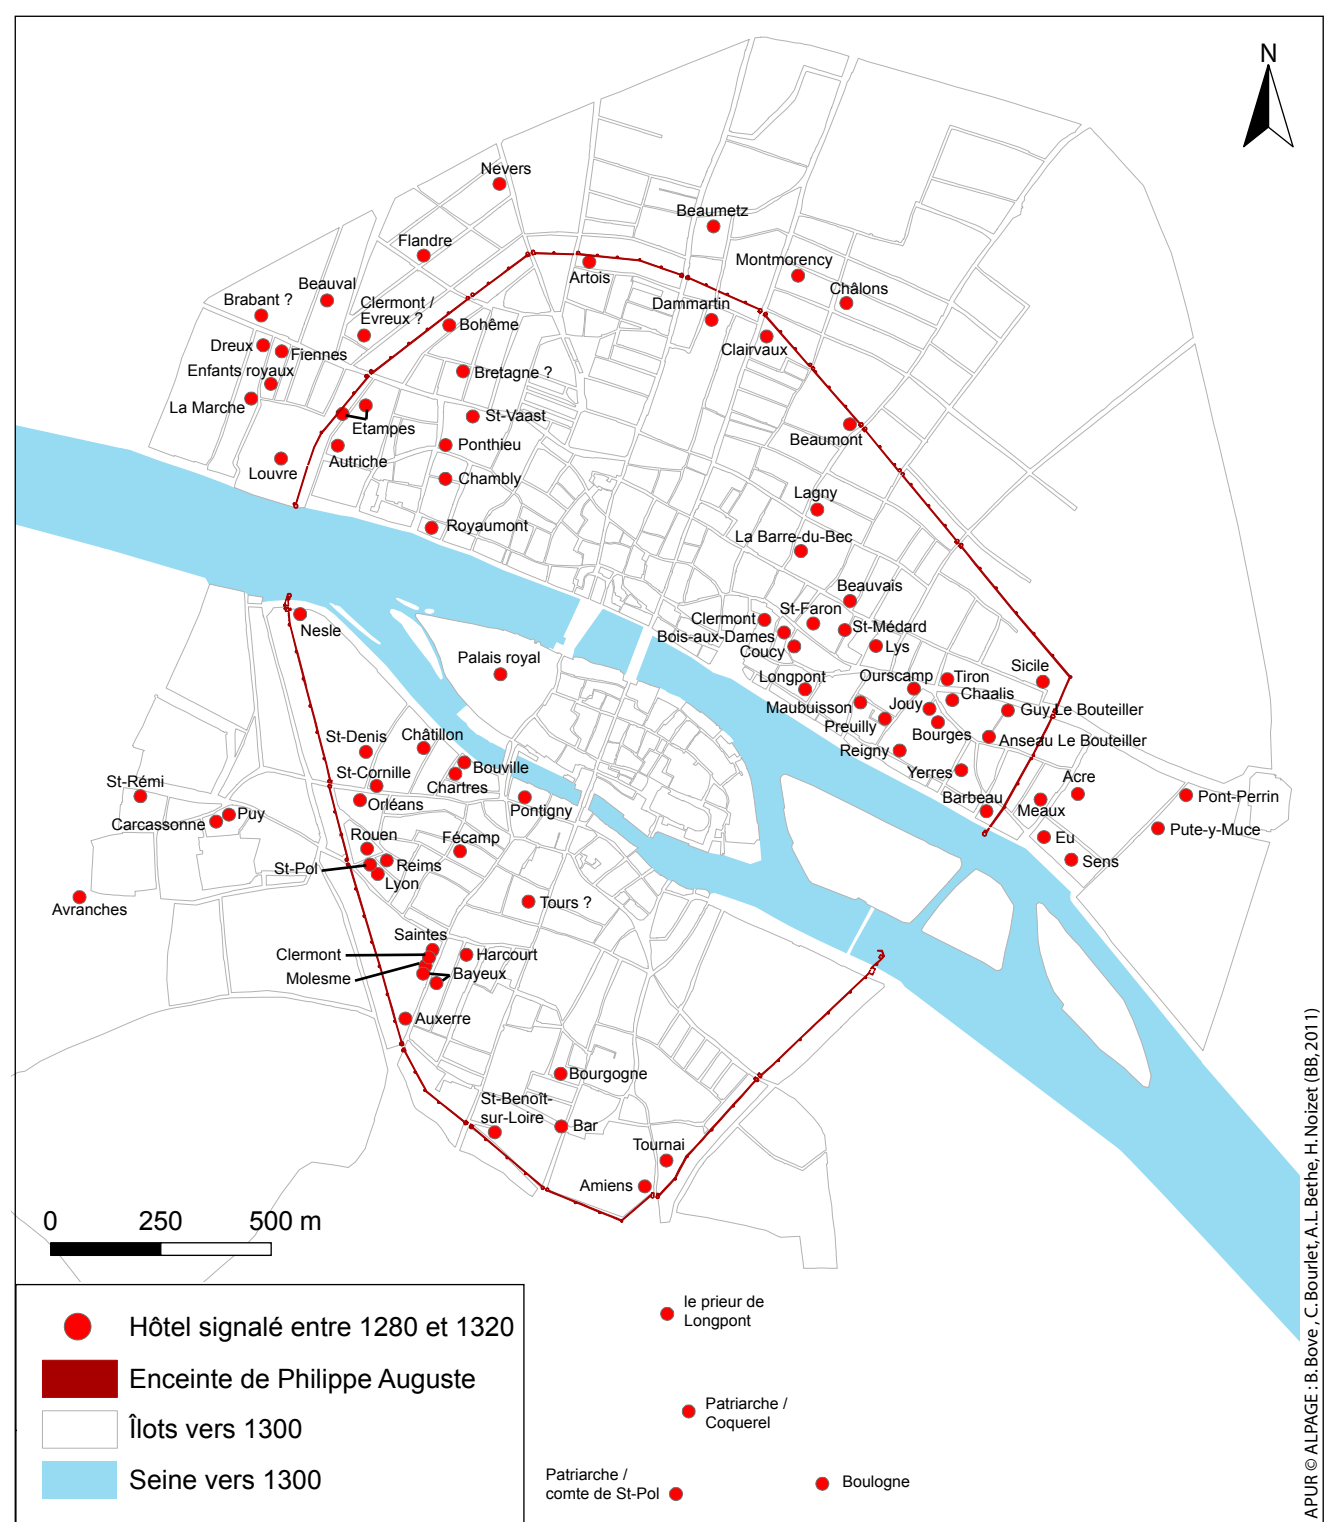 N
Nevers
Beaumetz
Flandre
Montmorency
Artois
Beauval
Châlons
Brabant ?
Clermont /
Evreux ?
Dammartin
Bohême
Dreux
Fiennes
Clairvaux
Enfants royaux
Bretagne ?
La Marche
St-Vaast
Etampes
Beaumont
Ponthieu
Autriche
Louvre
Chambly
Lagny
Royaumont
La Barre-du-Bec
Beauvais
St-Faron
Clermont
St-Médard
Bois-aux-Dames
Nesle
Coucy
Lys
Palais royal
Sicile
Longpont
Ourscamp
Tiron
Chaalis
Maubuisson
Jouy
Guy Le Bouteiller
Preuilly
Bourges
St-Denis
Châtillon
Anseau Le Bouteiller
Reigny
Bouville
St-Cornille
Yerres
St-Rémi
Chartres
Acre
Orléans
Pontigny
Barbeau
Meaux
Pont-Perrin
Puy
Carcassonne
Pute-y-Muce
Rouen
Fécamp
Eu
St-Pol
Reims
Sens
Lyon
Avranches
Tours ?
Saintes
Clermont
Harcourt
Molesme
Bayeux
Auxerre
Bourgogne
St-Benoît-
sur-Loire
Bar
Tournai
Amiens
0 250 500 m
le prieur de
Longpont
Patriarche /
Coquerel
Patriarche /
comte de St-Pol
Boulogne
Hôtel signalé entre 1280 et 1320
Enceinte de Philippe Auguste
Îlots vers 1300
Seine vers 1300
APUR © ALPAGE : B. Bove , C. Bourlet, A.L. Bethe, H. Noizet (BB, 2011)